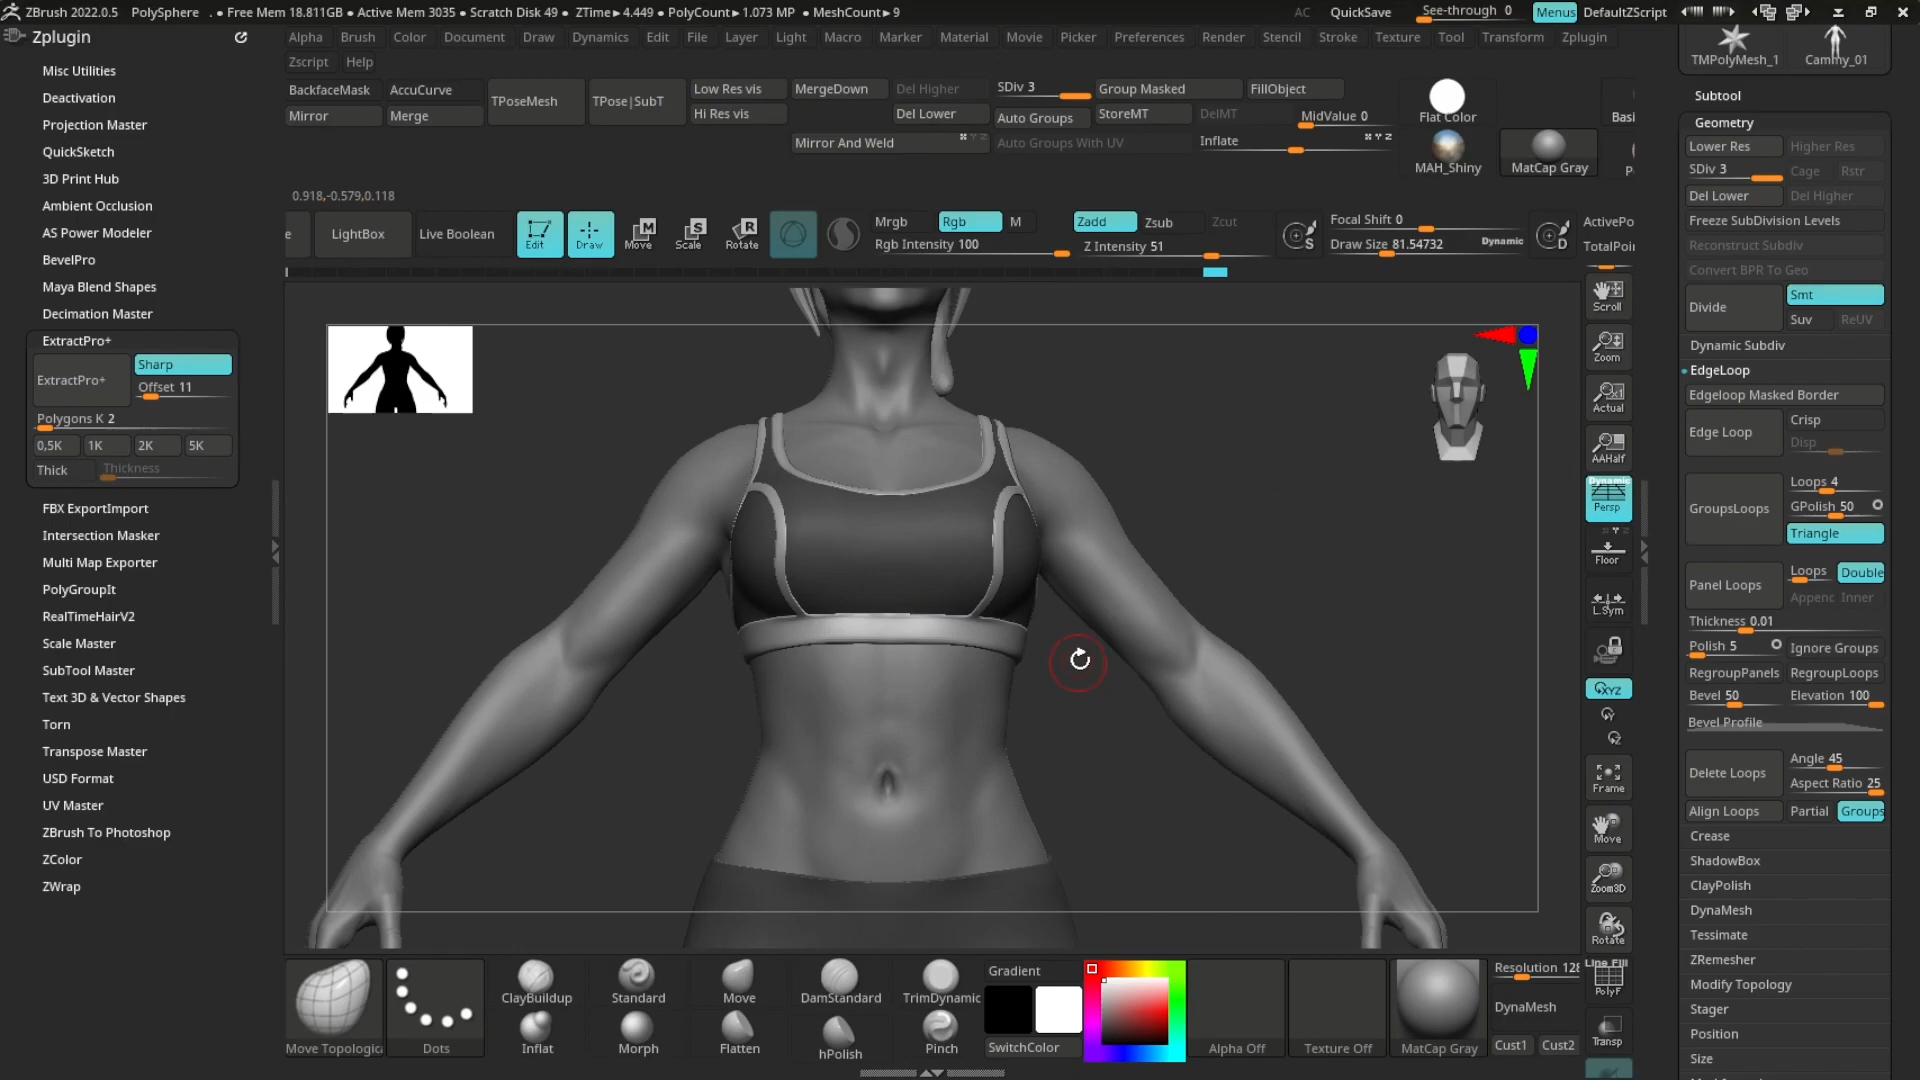 ZBrush 2022.0.5 PolySphere . ● Free Mem 18.811GB ● Active Mem 3035 ● Scratch Disk 49 ● ZTime▸4.449 ● PolyCount▸1.073 MP ● MeshCount▸9 AC QuickSave See-through 0 Menus DefaultZScript
Zplugin
Alpha Brush Color Document Draw Dynamics Edit File Layer Light Macro Marker Material Movie Picker Preferences Render Stencil Stroke Texture Tool Transform Zplugin
Zscript Help
Misc Utilities
Deactivation
Projection Master
QuickSketch
3D Print Hub
Ambient Occlusion
AS Power Modeler
BevelPro
Maya Blend Shapes
Decimation Master
ExtractPro+
ExtractPro+ Sharp
Offset 11
Polygons K 2
0,5K 1K 2K 5K
Thick Thickness
FBX ExportImport
Intersection Masker
Multi Map Exporter
PolyGroupIt
RealTimeHairV2
Scale Master
SubTool Master
Text 3D & Vector Shapes
Torn
Transpose Master
USD Format
UV Master
ZBrush To Photoshop
ZColor
ZWrap
BackfaceMask AccuCurve TPoseMesh TPose|SubT Low Res vis MergeDown Del Higher SDiv 3 Group Masked FillObject
Mirror Merge Hi Res vis Del Lower Auto Groups StoreMT DelMT MidValue 0
Mirror And Weld Auto Groups With UV Inflate
X Y Z
Flat Color
MAH_Shiny MatCap Gray
Basi
0.918,-0.579,0.118
e LightBox Live Boolean Edit Draw Move Scale Rotate
Mrgb Rgb M Zadd Zsub Zcut
Rgb Intensity 100 Z Intensity 51
Focal Shift 0
Draw Size 81.54732 Dynamic
S D
ActivePo
TotalPoin
Scroll
Zoom
Actual
AAHalf
Dynamic
Persp
Floor
L.Sym
XYZ
Y
Z
Frame
Move
Zoom3D
Rotate
Line Fill
PolyF
Transp
TMPolyMesh_1 Cammy_01
Subtool
Geometry
Lower Res Higher Res
SDiv 3 Cage Rstr
Del Lower Del Higher
Freeze SubDivision Levels
Reconstruct Subdiv
Convert BPR To Geo
Divide Smt
Suv ReUV
Dynamic Subdiv
EdgeLoop
Edgeloop Masked Border
Edge Loop Crisp
Disp
GroupsLoops Loops 4
GPolish 50
Triangle
Panel Loops Loops Double
Appenc Inner
Thickness 0.01
Polish 5 Ignore Groups
RegroupPanels RegroupLoops
Bevel 50 Elevation 100
Bevel Profile
Delete Loops Angle 45
Aspect Ratio 25
Align Loops Partial Groups
Crease
ShadowBox
ClayPolish
DynaMesh
Tessimate
ZRemesher
Modify Topology
Stager
Position
Size
Move Topologic Dots
ClayBuildup Standard Move DamStandard TrimDynamic
Inflat Morph Flatten hPolish Pinch
Gradient
SwitchColor
Alpha Off Texture Off MatCap Gray
Resolution 128
DynaMesh
Cust1 Cust2